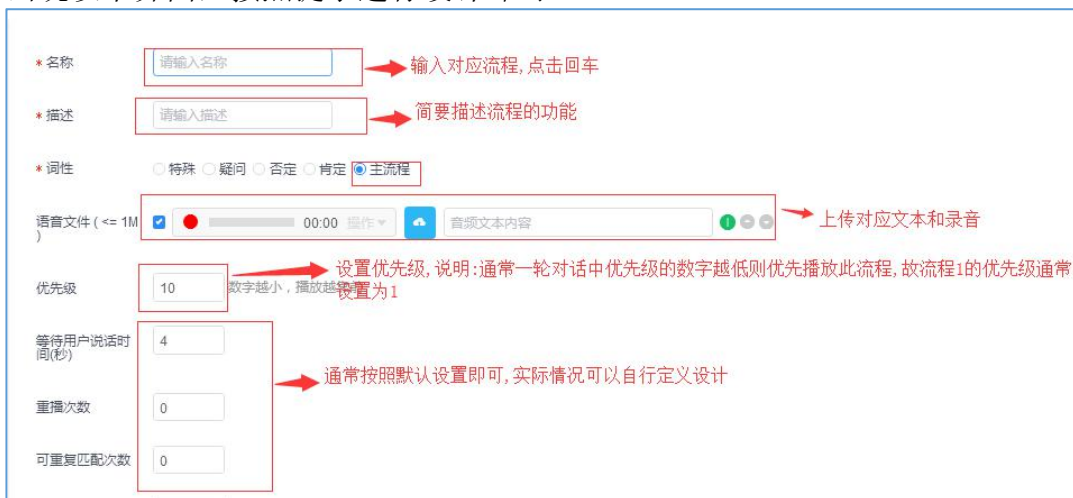 * 名称 请输入名称 输入对应流程,点击回车
* 描述 请输入描述 简要描述流程的功能
* 词性 特殊 疑问 否定 肯定 主流程
语音文件 ( <= 1M 00:00 操作 音频文本内容 上传对应文本和录音
)
设置优先级,说明:通常一轮对话中优先级的数字越低则优先播放此流程,故流程1的优先级通常
优先级 10 数字越小，播放越 设置为1
等待用户说话时 4
间(秒)
通常按照默认设置即可,实际情况可以自行定义设计
重播次数 0
可重复匹配次数 0